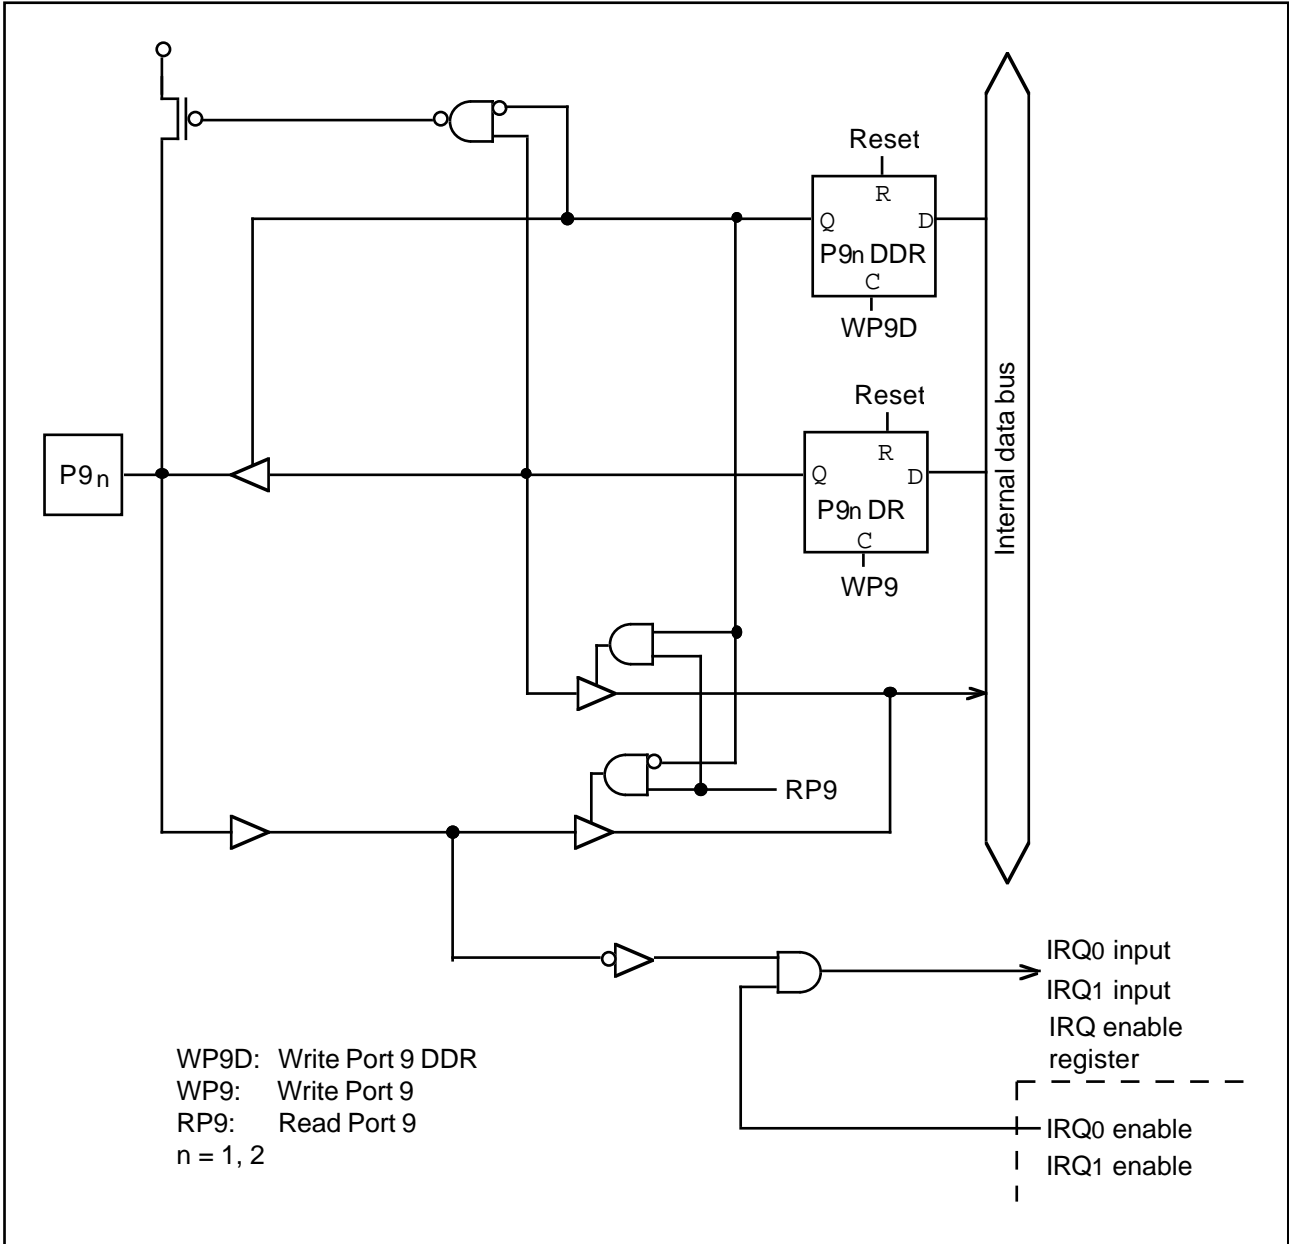 Reset
R
Q D
P9n DDR
C
WP9D
Reset
R
Q D
P9n DR
C
WP9
P9n
Internal data bus
RP9
IRQ0 input
IRQ1 input
IRQ enable
register
IRQ0 enable
IRQ1 enable
WP9D: Write Port 9 DDR
WP9: Write Port 9
RP9: Read Port 9
n = 1, 2